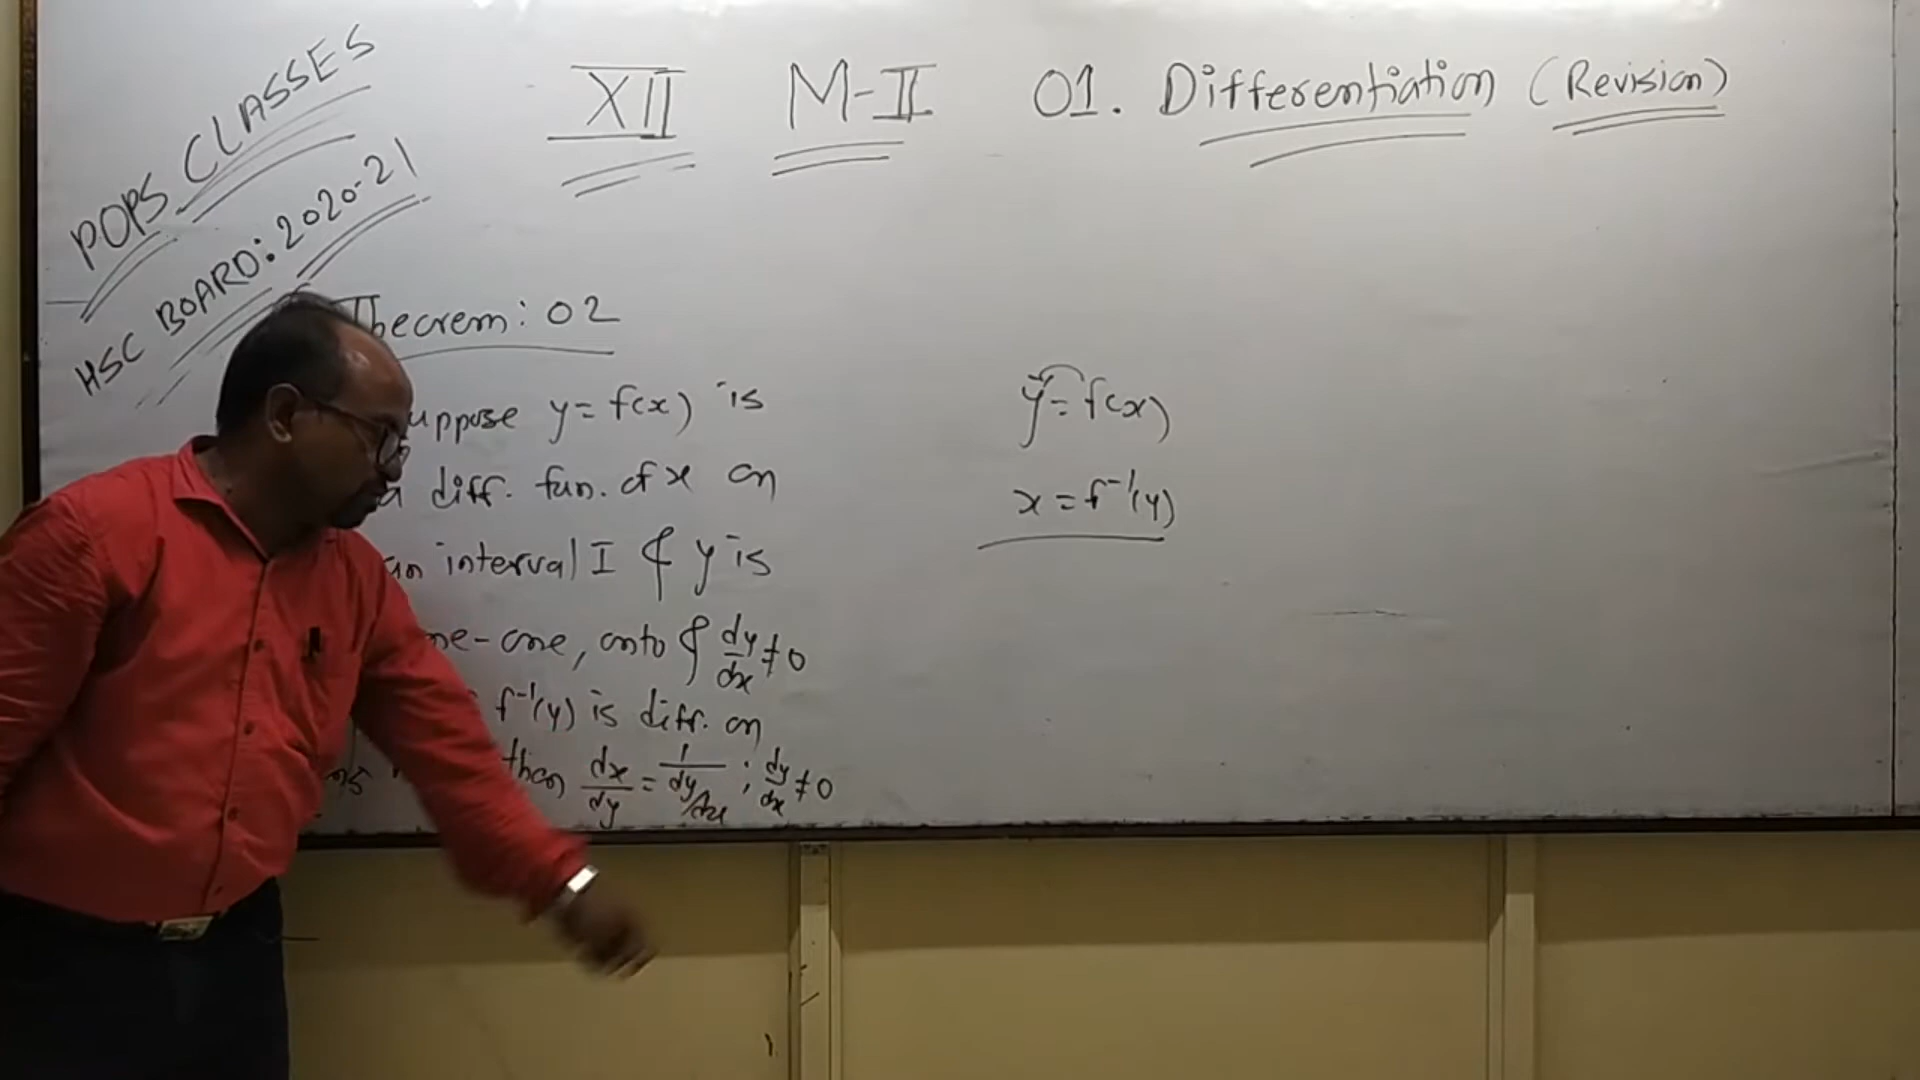 POPS CLASSES
HSC BOARD: 2020-21
XII M-II 01. Differentiation (Revision)
Theorem: 02
uppose y = f(x) is
a diff. fun. of x on
an interval I & y is
ne-one, onto & dy/dx ≠ 0
f⁻¹(y) is diff. on
then dx/dy = 1/(dy/dx) ; dy/dx ≠ 0
y = f(x)
x = f⁻¹(y)